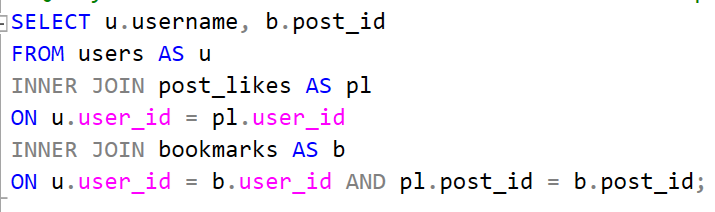 SELECT u.username, b.post_id
FROM users AS u
INNER JOIN post_likes AS pl
ON u.user_id = pl.user_id
INNER JOIN bookmarks AS b
ON u.user_id = b.user_id AND pl.post_id = b.post_id;